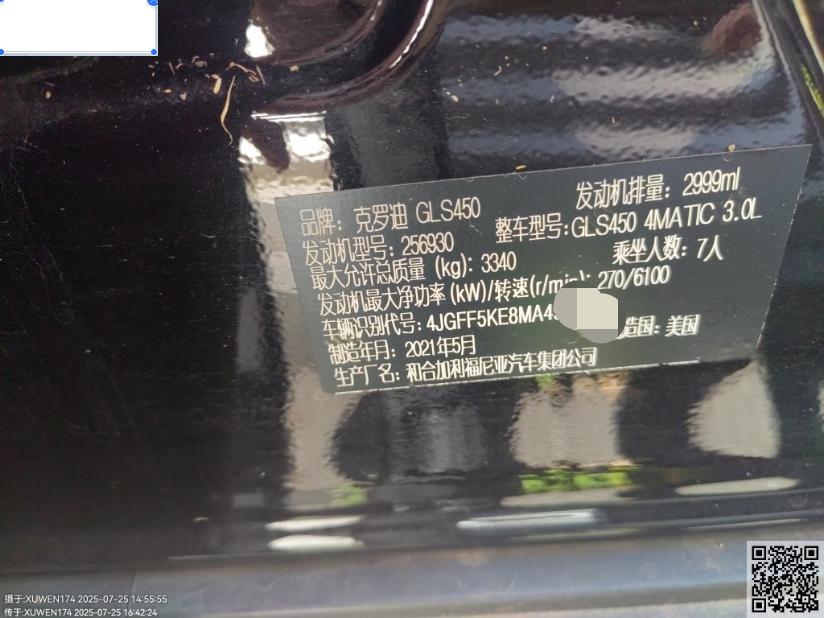 品牌：克罗迪 GLS450 发动机排量：2999ml
发动机型号：256930 整车型号：GLS450 4MATIC 3.0L
最大允许总质量（kg）：3340 乘坐人数：7人
发动机最大净功率(kW)/转速(r/min)：270/6100
车辆识别代号：4JGFF5KE8MA4 造国：美国
制造年月：2021年5月
生产厂名：和合加利福尼亚汽车集团公司
摄于:XUWEN174 2025-07-25 14:55:55
传于:XUWEN174 2025-07-25 16:42:24